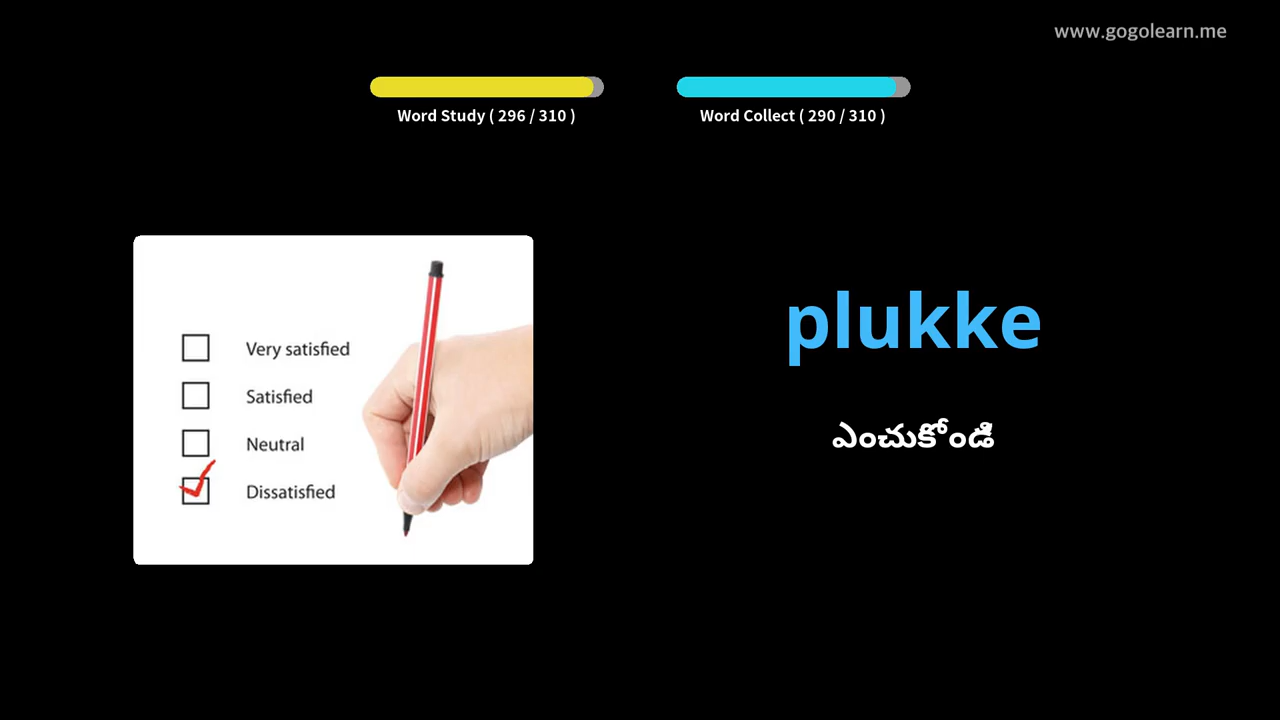 www.gogolearn.me
Word Study ( 296 / 310 )
Word Collect ( 290 / 310 )
Very satisfied
Satisfied
Neutral
Dissatisfied
plukke
ఎంచుకోండి